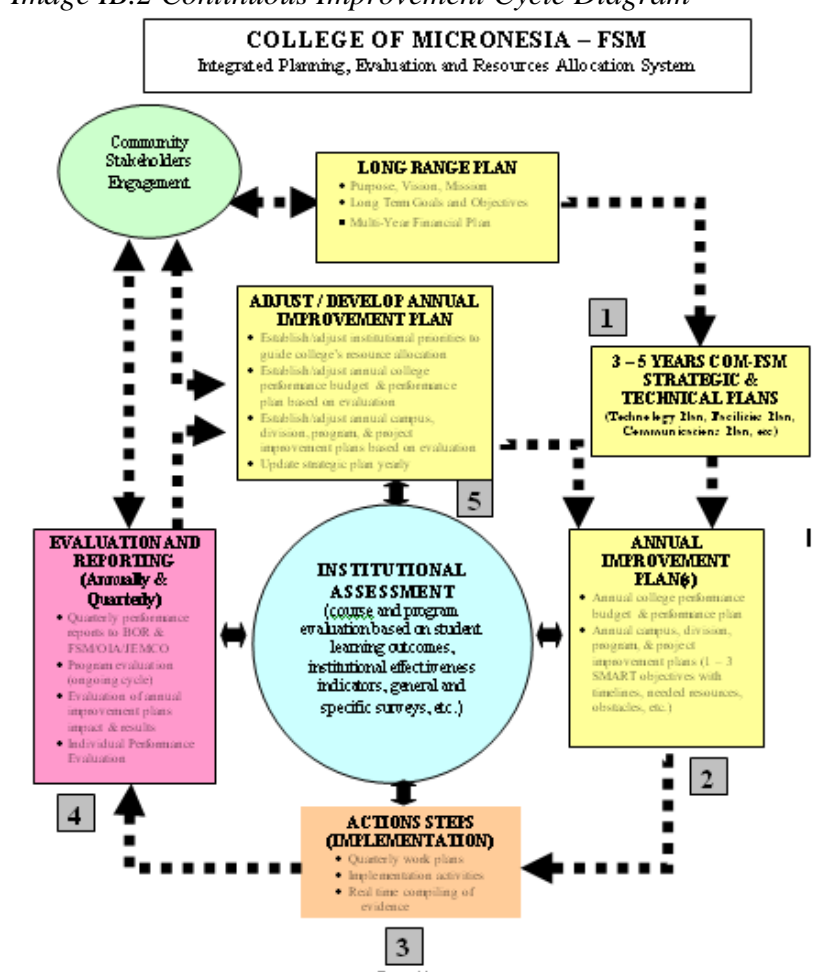 Image IB.2 Continuous Improvement Cycle Diagram
COLLEGE OF MICRONESIA – FSM
Integrated Planning, Evaluation and Resources Allocation System
Community
Stakeholders
Engagement
LONG RANGE PLAN
• Purpose, Vision, Mission
• Long Term Goals and Objectives
▪ Multi-Year Financial Plan
ADJUST / DEVELOP ANNUAL
IMPROVEMENT PLAN
• Establish/adjust institutional priorities to
guide college's resource allocation
• Establish/adjust annual college
performance budget & performance
plan based on evaluation
• Establish/adjust annual campus,
division, program, & project
improvement plans based on evaluation
• Update strategic plan yearly
1
3 – 5 YEARS COM-FSM
STRATEGIC &
TECHNICAL PLANS
(Technology Plan, Facilities Plan,
Communications Plan, etc)
5
EVALUATION AND
REPORTING
(Annually &
Quarterly)
• Quarterly performance
reports to BOR &
FSM/OIA/JEMCO
• Program evaluation
(ongoing cycle)
• Evaluation of annual
improvement plans
impact & results
• Individual Performance
Evaluation
INSTITUTIONAL
ASSESSMENT
(course and program
evaluation based on student
learning outcomes,
institutional effectiveness
indicators, general and
specific surveys, etc.)
ANNUAL
IMPROVEMENT
PLAN(s)
• Annual college performance
budget & performance plan
• Annual campus, division,
program, & project
improvement plans (1 – 3
SMART objectives with
timelines, needed resources,
obstacles, etc.)
2
4
ACTIONS STEPS
(IMPLEMENTATION)
• Quarterly work plans
• Implementation activities
• Real time compiling of
evidence
3